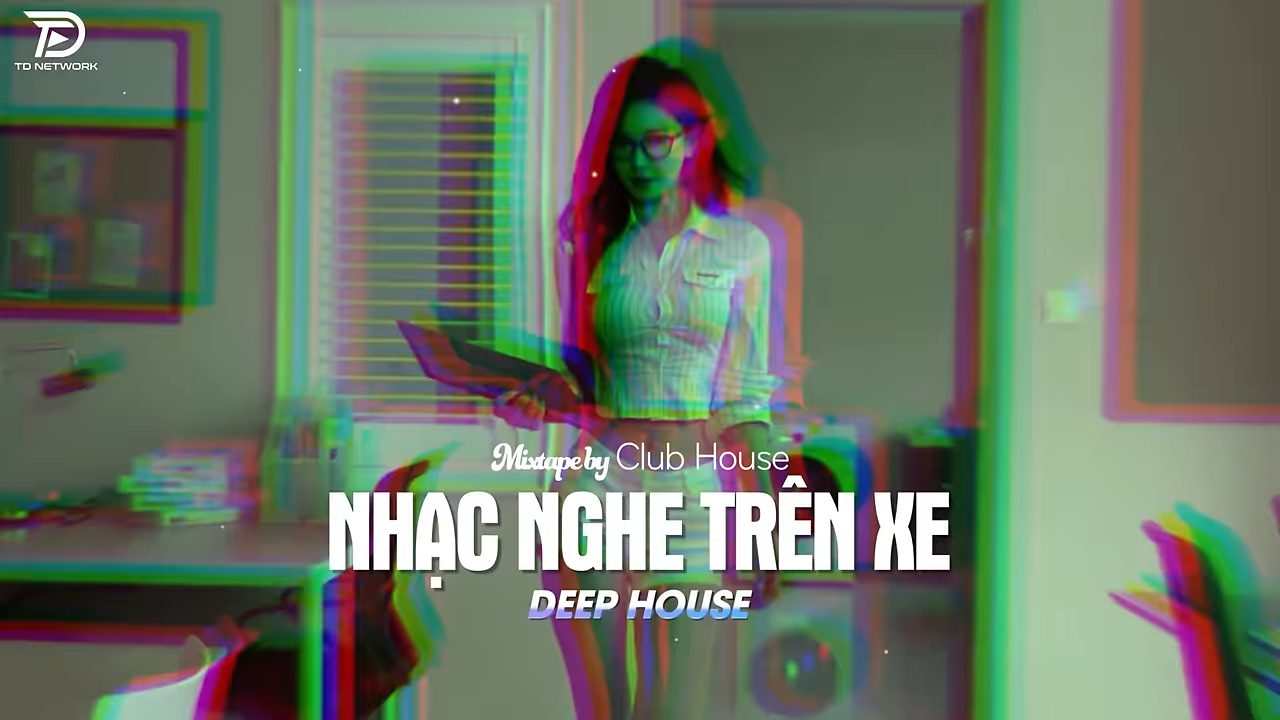 TD NETWORK
Mixtape by Club House
NHẠC NGHE TRÊN XE
DEEP HOUSE